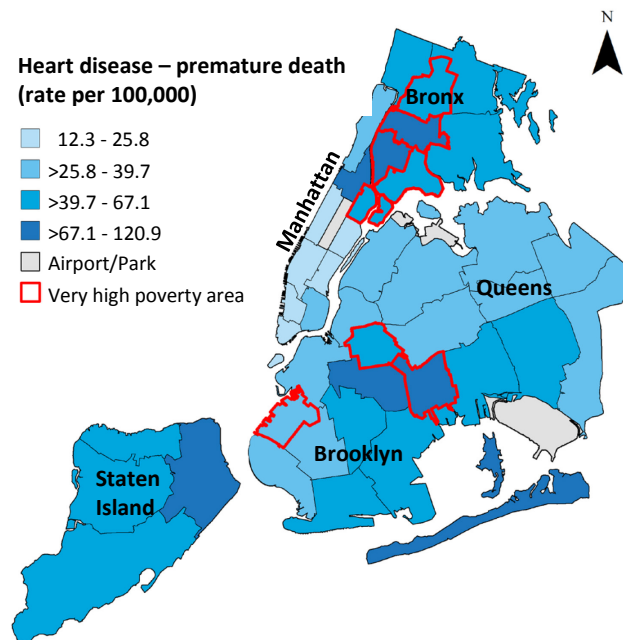 N
Heart disease – premature death
(rate per 100,000)
12.3 - 25.8
>25.8 - 39.7
>39.7 - 67.1
>67.1 - 120.9
Airport/Park
Very high poverty area
Bronx
Manhattan
Queens
Brooklyn
Staten
Island